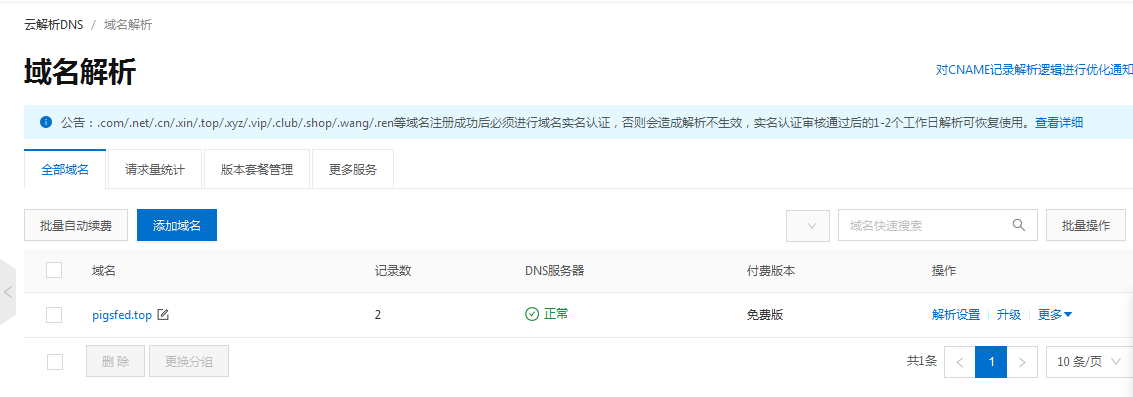 云解析DNS / 域名解析
域名解析
对CNAME记录解析逻辑进行优化通知
公告：.com/.net/.cn/.xin/.top/.xyz/.vip/.club/.shop/.wang/.ren等域名注册成功后必须进行域名实名认证，否则会造成解析不生效，实名认证审核通过后的1-2个工作日解析可恢复使用。查看详细
全部域名 请求量统计 版本套餐管理 更多服务
批量自动续费 添加域名 域名快速搜索 批量操作
域名 记录数 DNS服务器 付费版本 操作
pigsfed.top 2 正常 免费版 解析设置 升级 更多
删 除 更换分组 共1条 < 1 > 10 条/页